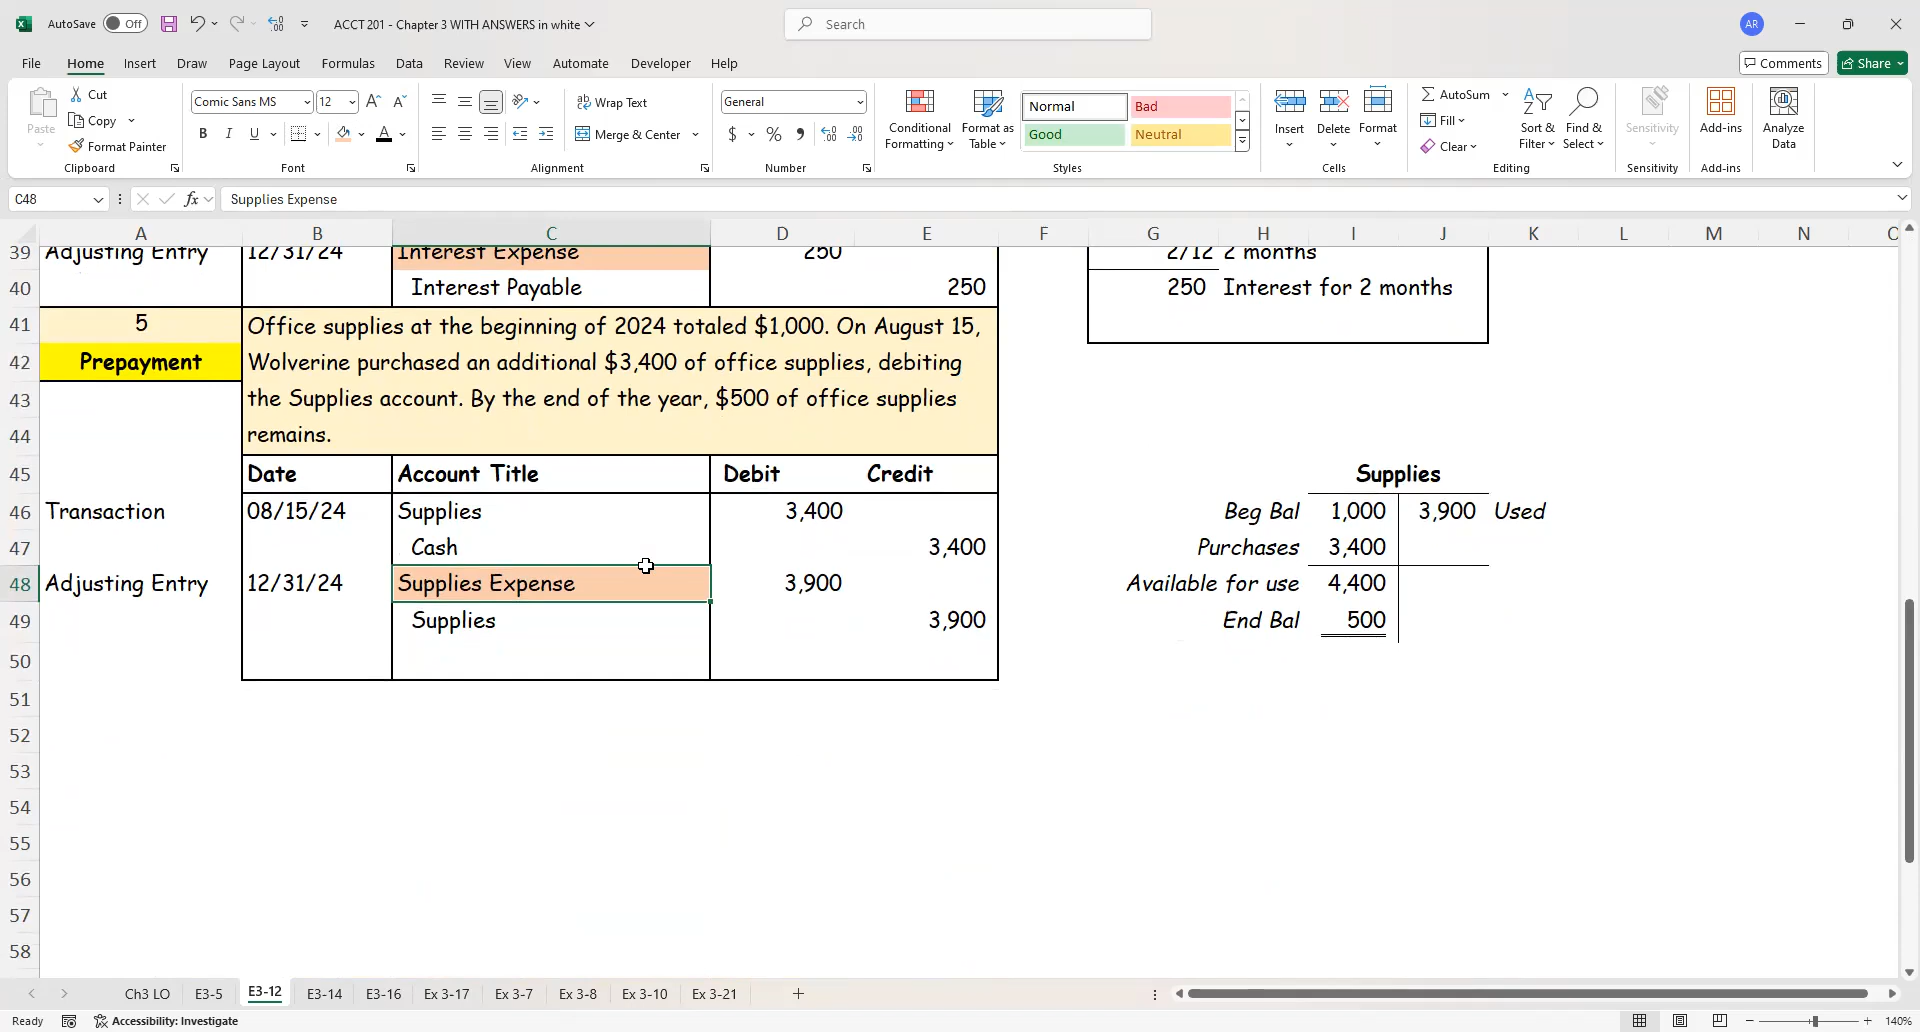 AutoSave Off ACCT 201 - Chapter 3 WITH ANSWERS in white Search AR
File Home Insert Draw Page Layout Formulas Data Review View Automate Developer Help Comments Share
Paste Cut Copy Format Painter Clipboard
Comic Sans MS 12 B I U Font
Wrap Text Merge & Center Alignment
General $ % Number
Conditional Formatting Format as Table Normal Bad Good Neutral Styles
Insert Delete Format Cells
AutoSum Fill Clear Sort & Filter Find & Select Editing
Sensitivity Sensitivity
Add-ins Add-ins
Analyze Data
C48 fx Supplies Expense
A B C D E F G H I J K L M N
39 Adjusting Entry 12/31/24 Interest Expense 250 2/12 2 months
40 Interest Payable 250 250 Interest for 2 months
41 5 Office supplies at the beginning of 2024 totaled $1,000. On August 15,
42 Prepayment Wolverine purchased an additional $3,400 of office supplies, debiting
43 the Supplies account. By the end of the year, $500 of office supplies
44 remains.
45 Date Account Title Debit Credit Supplies
46 Transaction 08/15/24 Supplies 3,400 Beg Bal 1,000 3,900 Used
47 Cash 3,400 Purchases 3,400
48 Adjusting Entry 12/31/24 Supplies Expense 3,900 Available for use 4,400
49 Supplies 3,900 End Bal 500
50
51
52
53
54
55
56
57
58
Ch3 LO E3-5 E3-12 E3-14 E3-16 Ex 3-17 Ex 3-7 Ex 3-8 Ex 3-10 Ex 3-21
Ready Accessibility: Investigate 140%